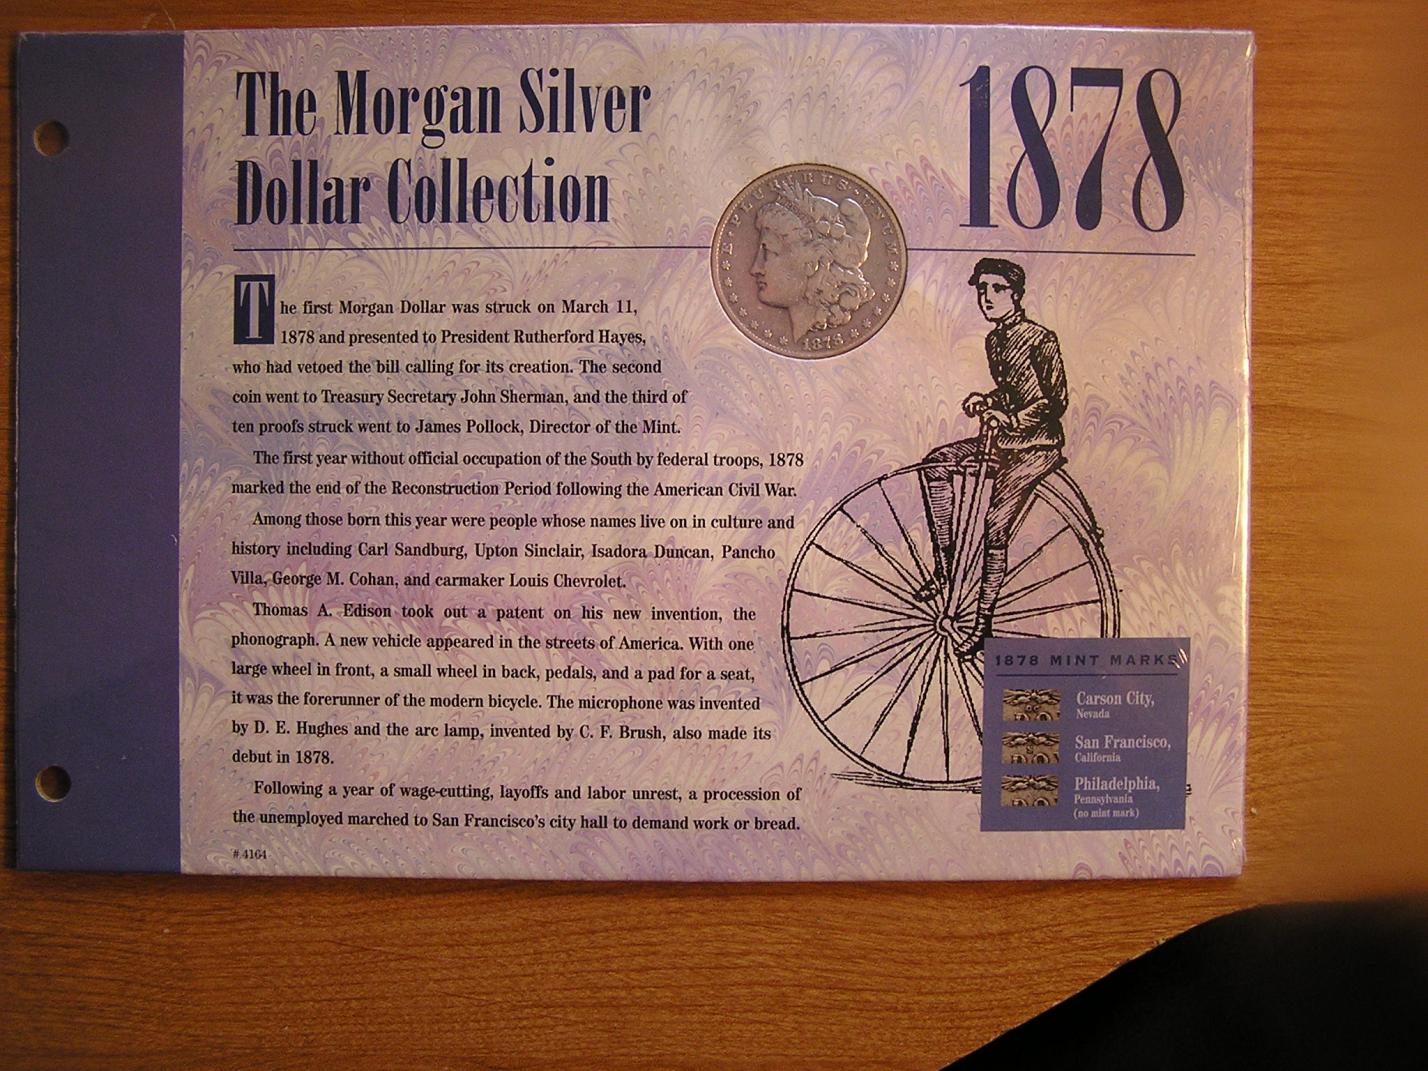 The Morgan Silver
Dollar Collection
1878
E · PLURIBUS · UNUM
1878
The first Morgan Dollar was struck on March 11,
1878 and presented to President Rutherford Hayes,
who had vetoed the bill calling for its creation. The second
coin went to Treasury Secretary John Sherman, and the third of
ten proofs struck went to James Pollock, Director of the Mint.
The first year without official occupation of the South by federal troops, 1878
marked the end of the Reconstruction Period following the American Civil War.
Among those born this year were people whose names live on in culture and
history including Carl Sandburg, Upton Sinclair, Isadora Duncan, Pancho
Villa, George M. Cohan, and carmaker Louis Chevrolet.
Thomas A. Edison took out a patent on his new invention, the
phonograph. A new vehicle appeared in the streets of America. With one
large wheel in front, a small wheel in back, pedals, and a pad for a seat,
it was the forerunner of the modern bicycle. The microphone was invented
by D. E. Hughes and the arc lamp, invented by C. F. Brush, also made its
debut in 1878.
Following a year of wage-cutting, layoffs and labor unrest, a procession of
the unemployed marched to San Francisco's city hall to demand work or bread.
# 4164
1878 MINT MARKS
Carson City,
Nevada
San Francisco,
California
Philadelphia,
Pennsylvania
(no mint mark)